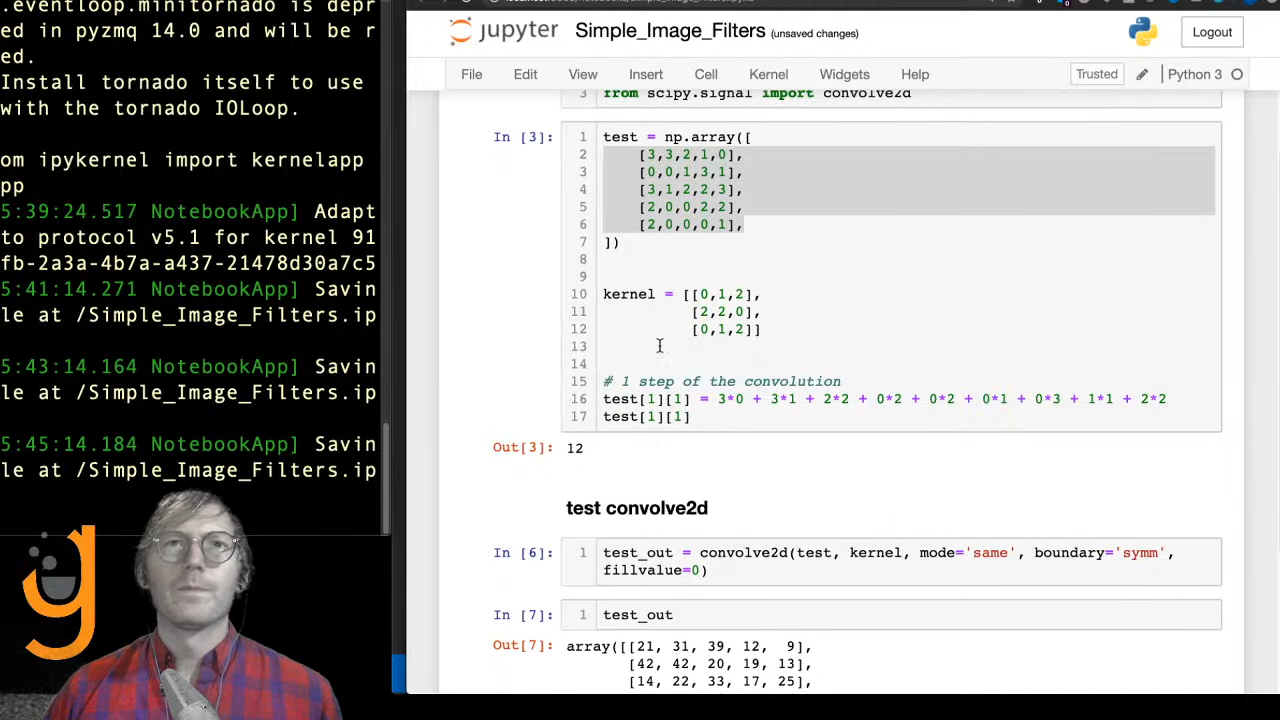 .eventloop.minitornado is depr
ed in pyzmq 14.0 and will be r
ed.
Install tornado itself to use
with the tornado IOLoop.
om ipykernel import kernelapp
pp
5:39:24.517 NotebookApp] Adapt
to protocol v5.1 for kernel 91
fb-2a3a-4b7a-a437-21478d30a7c5
5:41:14.271 NotebookApp] Savin
le at /Simple_Image_Filters.ip
5:43:14.164 NotebookApp] Savin
le at /Simple_Image_Filters.ip
5:45:14.184 NotebookApp] Savin
le at /Simple_Image_Filters.ip
y
jupyter Simple_Image_Filters (unsaved changes)
Logout
File Edit View Insert Cell Kernel Widgets Help
Trusted Python 3
3 from scipy.signal import convolve2d
In [3]:
1 test = np.array([
2 [3,3,2,1,0],
3 [0,0,1,3,1],
4 [3,1,2,2,3],
5 [2,0,0,2,2],
6 [2,0,0,0,1],
7 ])
8
9
10 kernel = [[0,1,2],
11 [2,2,0],
12 [0,1,2]]
13
14
15 # 1 step of the convolution
16 test[1][1] = 3*0 + 3*1 + 2*2 + 0*2 + 0*2 + 0*1 + 0*3 + 1*1 + 2*2
17 test[1][1]
Out[3]: 12
test convolve2d
In [6]: 1 test_out = convolve2d(test, kernel, mode='same', boundary='symm',
fillvalue=0)
In [7]: 1 test_out
Out[7]: array([[21, 31, 39, 12, 9],
[42, 42, 20, 19, 13],
[14, 22, 33, 17, 25],